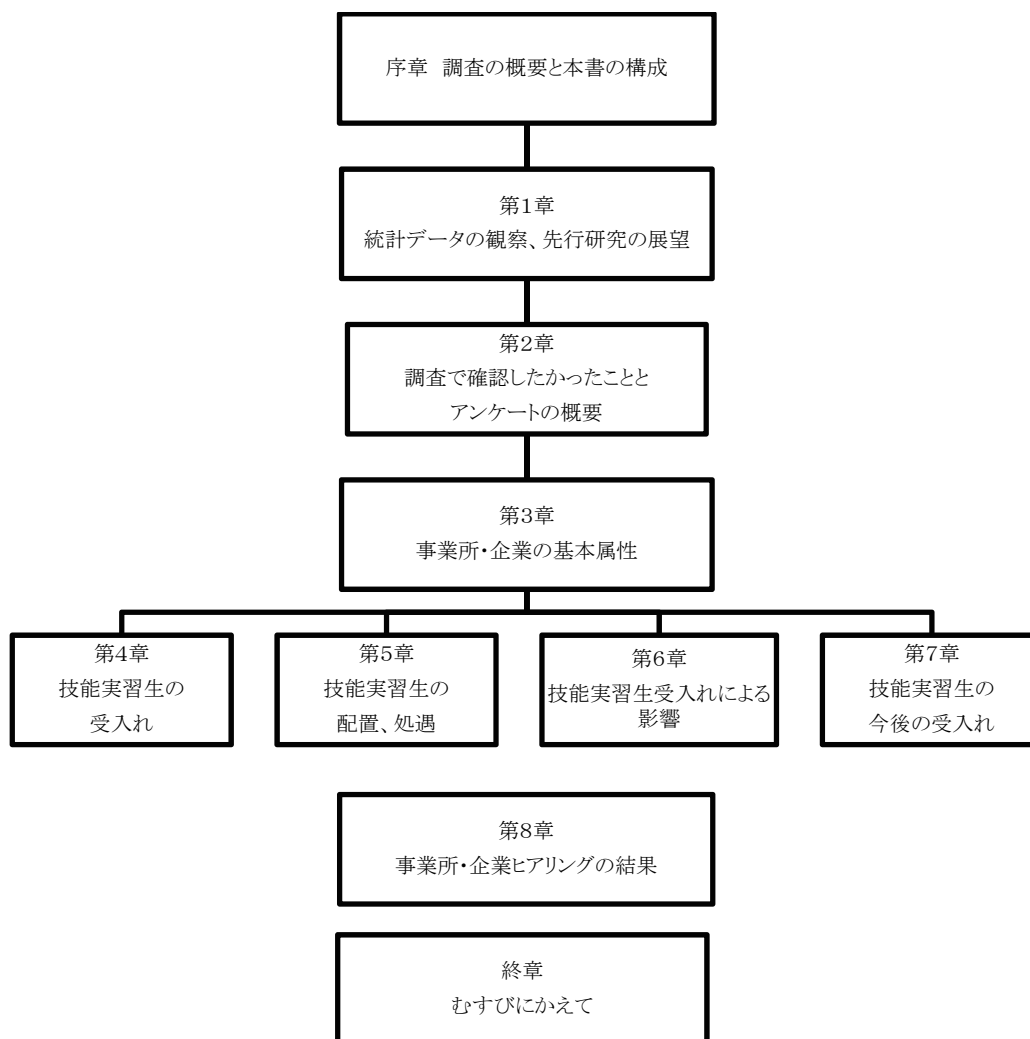 序章 調査の概要と本書の構成
第1章
統計データの観察、先行研究の展望
第2章
調査で確認したかったことと
アンケートの概要
第3章
事業所・企業の基本属性
第4章
技能実習生の
受入れ
第5章
技能実習生の
配置、処遇
第6章
技能実習生受入れによる
影響
第7章
技能実習生の
今後の受入れ
第8章
事業所・企業ヒアリングの結果
終章
むすびにかえて